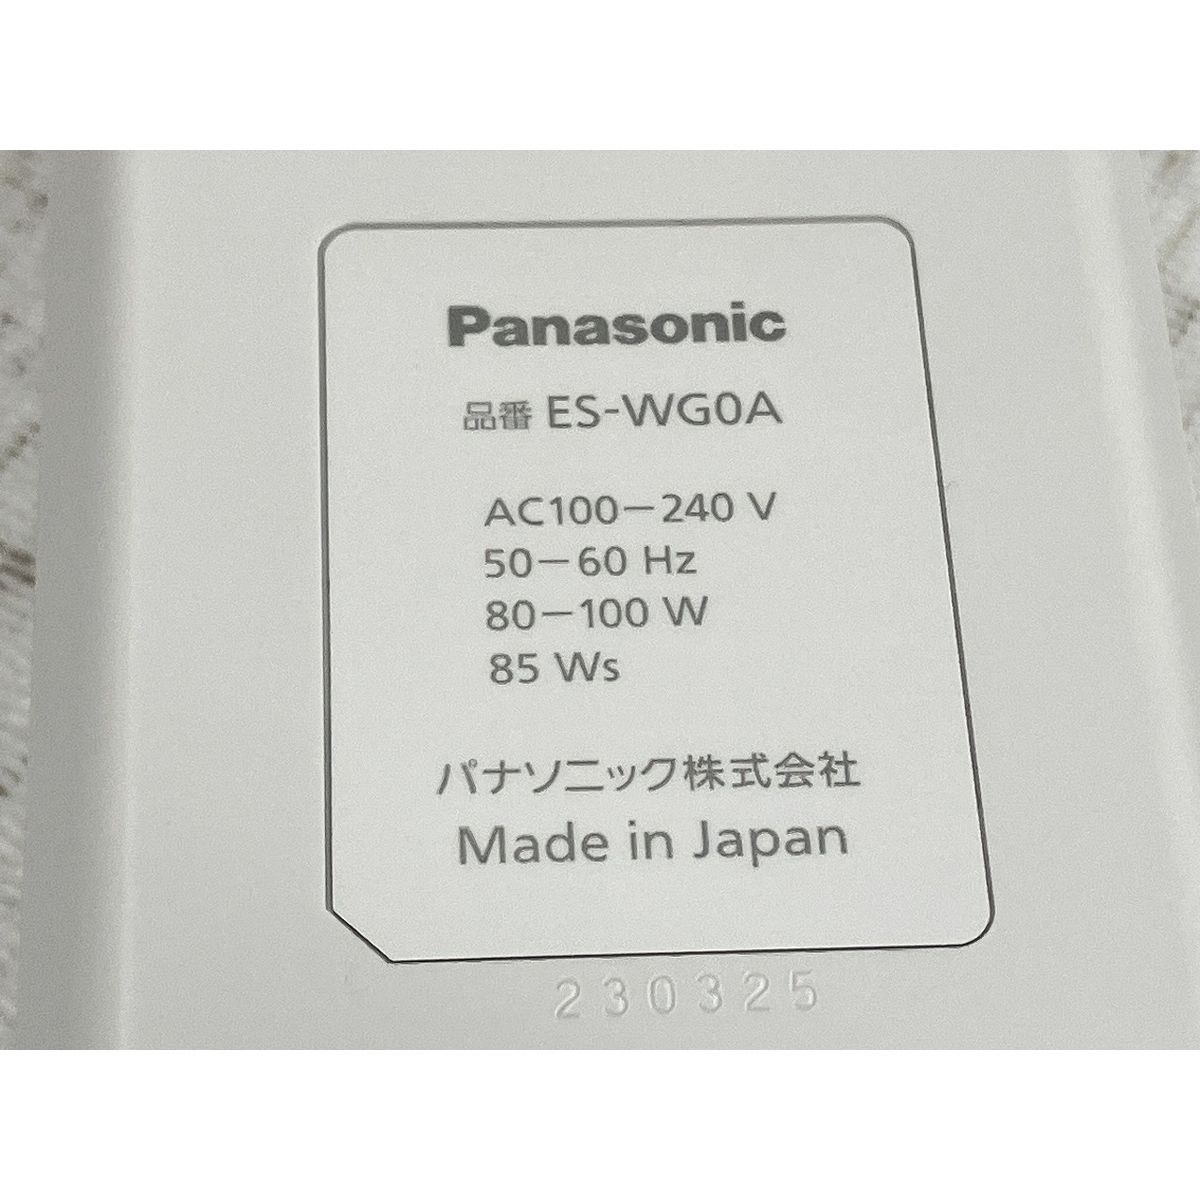 Panasonic
品番 ES-WG0A
AC100-240 V
50-60 Hz
80-100 W
85 Ws
パナソニック株式会社
Made in Japan
230325